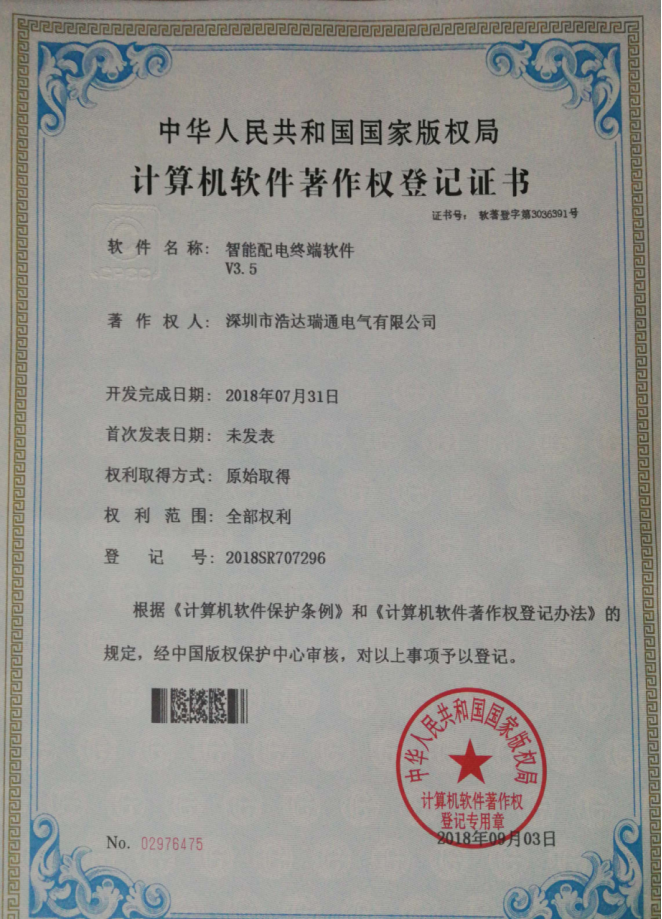 中华人民共和国国家版权局
计算机软件著作权登记证书
证书号： 软著登字第3036391号
软 件 名 称： 智能配电终端软件
V3.5
著 作 权 人： 深圳市浩达瑞通电气有限公司
开发完成日期： 2018年07月31日
首次发表日期： 未发表
权利取得方式： 原始取得
权 利 范 围： 全部权利
登 记 号： 2018SR707296
根据《计算机软件保护条例》和《计算机软件著作权登记办法》的
规定，经中国版权保护中心审核，对以上事项予以登记。
中华人民共和国国家版权局
计算机软件著作权
登记专用章
No. 02976475
2018年09月03日